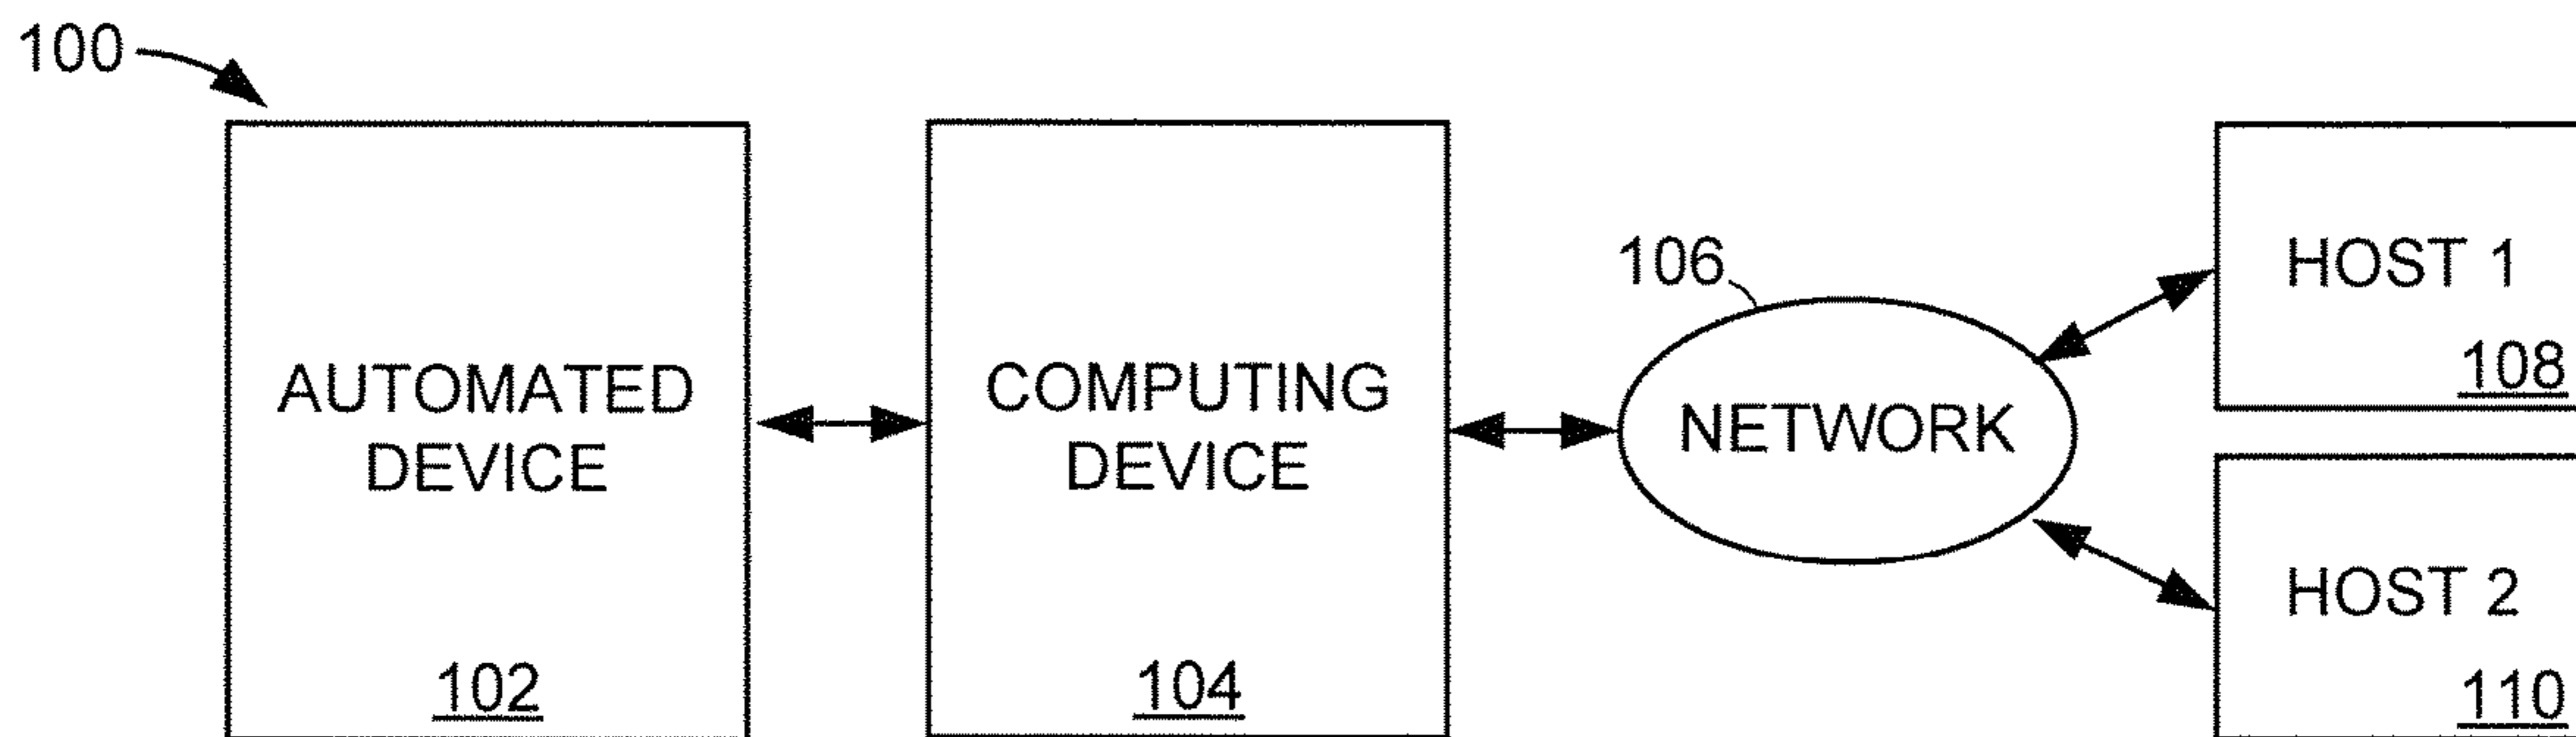 100
AUTOMATED
DEVICE
102
COMPUTING
DEVICE
104
106
NETWORK
HOST 1
108
HOST 2
110